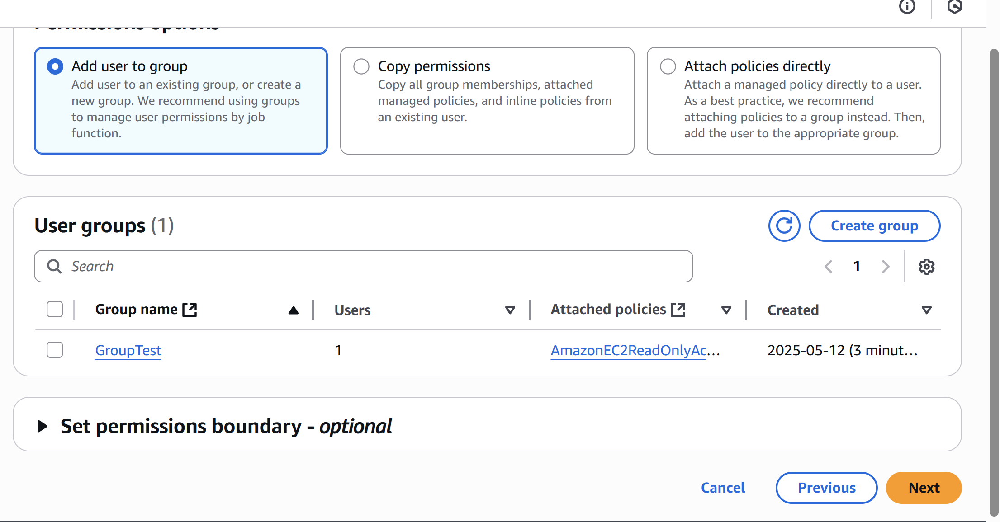 Permissions options
Add user to group
Add user to an existing group, or create a
new group. We recommend using groups
to manage user permissions by job
function.
Copy permissions
Copy all group memberships, attached
managed policies, and inline policies from
an existing user.
Attach policies directly
Attach a managed policy directly to a user.
As a best practice, we recommend
attaching policies to a group instead. Then,
add the user to the appropriate group.
User groups (1)
Create group
Search
1
Group name
Users
Attached policies
Created
GroupTest
1
AmazonEC2ReadOnlyAc...
2025-05-12 (3 minut...
Set permissions boundary - optional
Cancel
Previous
Next